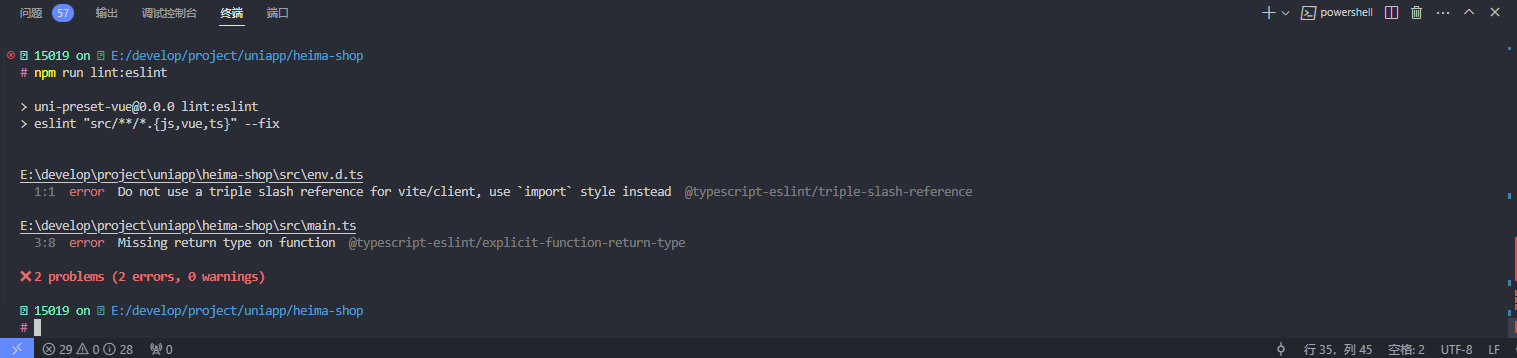 问题 57 输出 调试控制台 终端 端口 powershell
15019 on E:/develop/project/uniapp/heima-shop
# npm run lint:eslint
> uni-preset-vue@0.0.0 lint:eslint
> eslint "src/**/*.{js,vue,ts}" --fix
E:\develop\project\uniapp\heima-shop\src\env.d.ts
1:1 error Do not use a triple slash reference for vite/client, use `import` style instead @typescript-eslint/triple-slash-reference
E:\develop\project\uniapp\heima-shop\src\main.ts
3:8 error Missing return type on function @typescript-eslint/explicit-function-return-type
❌2 problems (2 errors, 0 warnings)
15019 on E:/develop/project/uniapp/heima-shop
#
29 0 28 0 行 35，列 45 空格: 2 UTF-8 LF